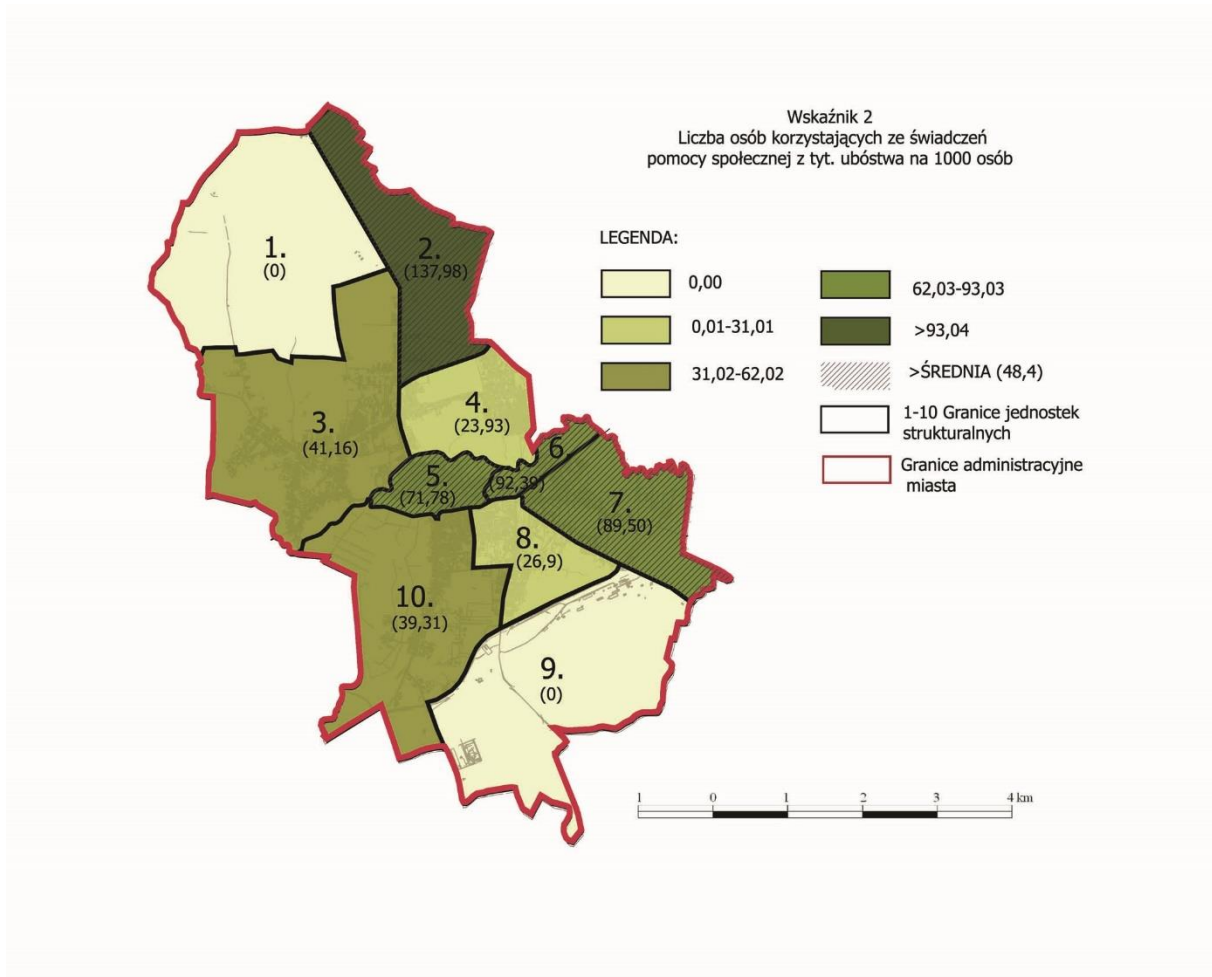 Wskaźnik 2
Liczba osób korzystających ze świadczeń
pomocy społecznej z tyt. ubóstwa na 1000 osób
LEGENDA:
0,00
0,01-31,01
31,02-62,02
62,03-93,03
>93,04
>ŚREDNIA (48,4)
1-10 Granice jednostek
strukturalnych
Granice administracyjne
miasta
1.
(0)
2.
(137,98)
3.
(41,16)
4.
(23,93)
5.
(71,78)
6
(92,39)
7.
(89,50)
8.
(26,9)
9.
(0)
10.
(39,31)
1 0 1 2 3 4 km